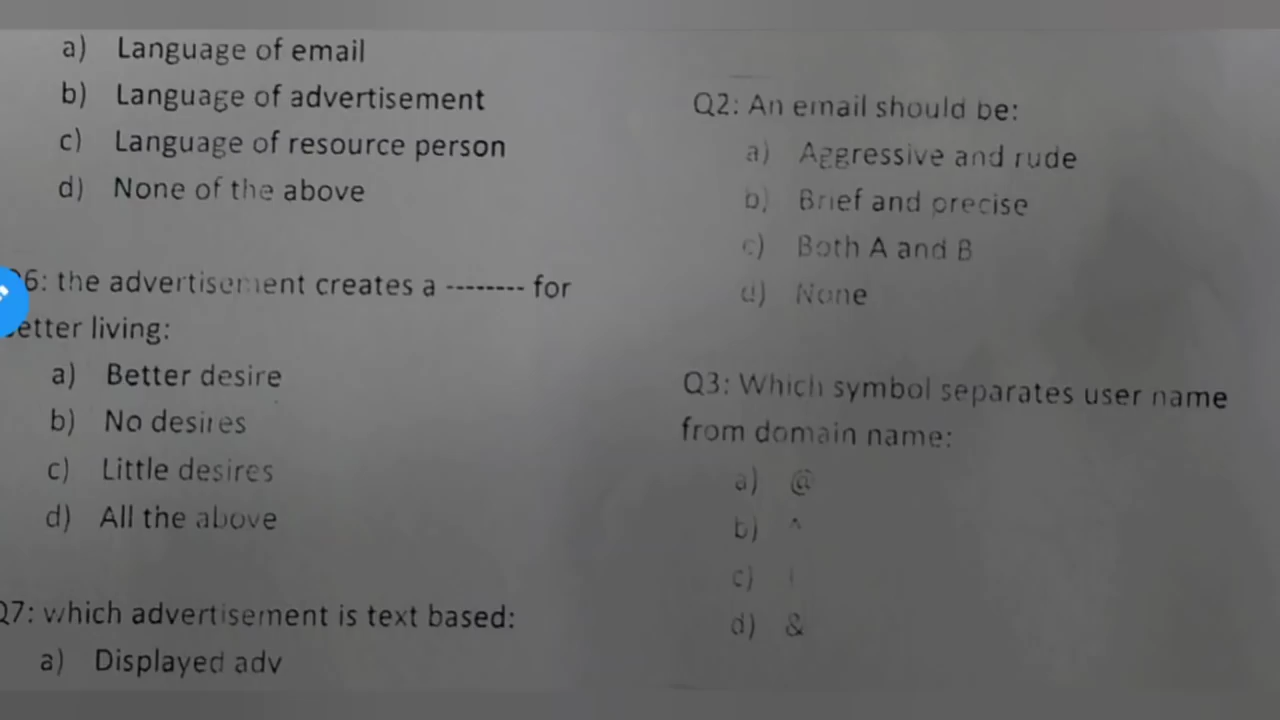 a) Language of email
b) Language of advertisement
c) Language of resource person
d) None of the above
6: the advertisement creates a -------- for
etter living:
a) Better desire
b) No desires
c) Little desires
d) All the above
Q7: which advertisement is text based:
a) Displayed adv
Q2: An email should be:
a) Aggressive and rude
b) Brief and precise
c) Both A and B
d) None
Q3: Which symbol separates user name
from domain name:
a) @
b) ^
c) !
d) &